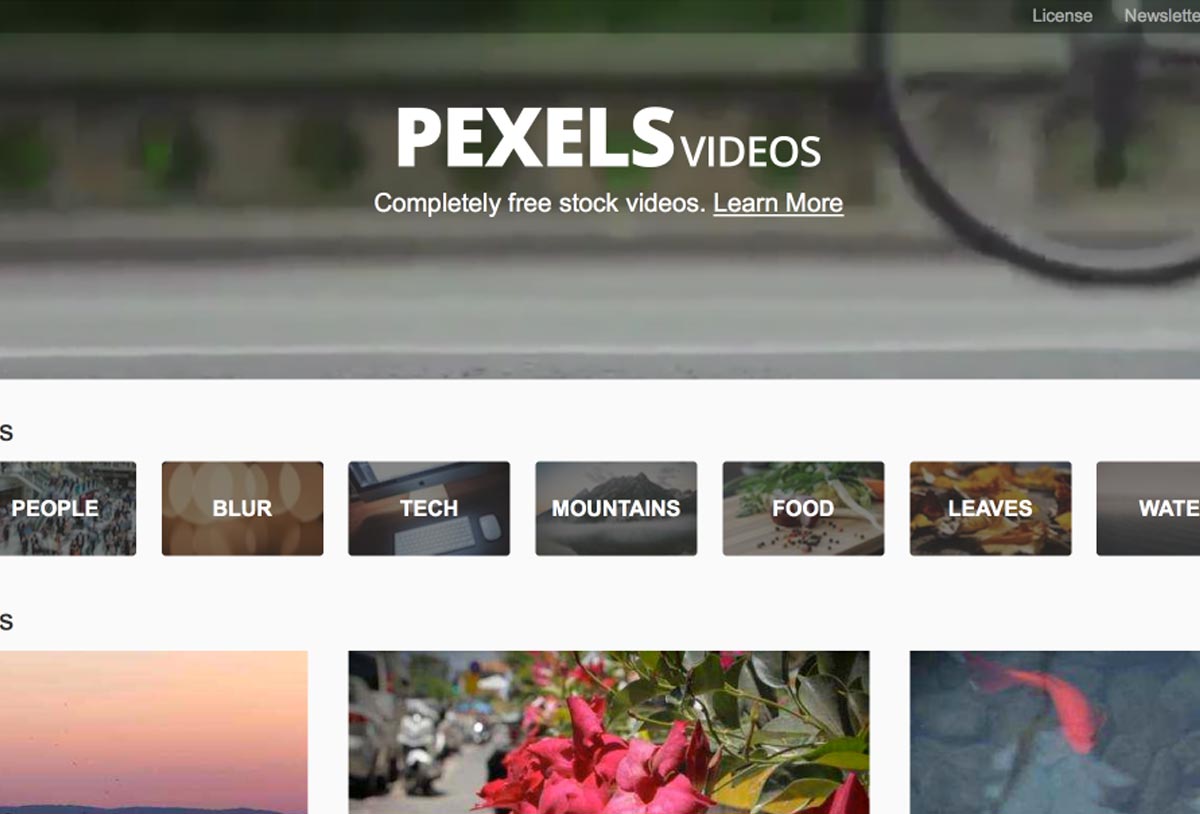 License Newslette
PEXELS VIDEOS
Completely free stock videos. Learn More
s
PEOPLE BLUR TECH MOUNTAINS FOOD LEAVES WATE
s